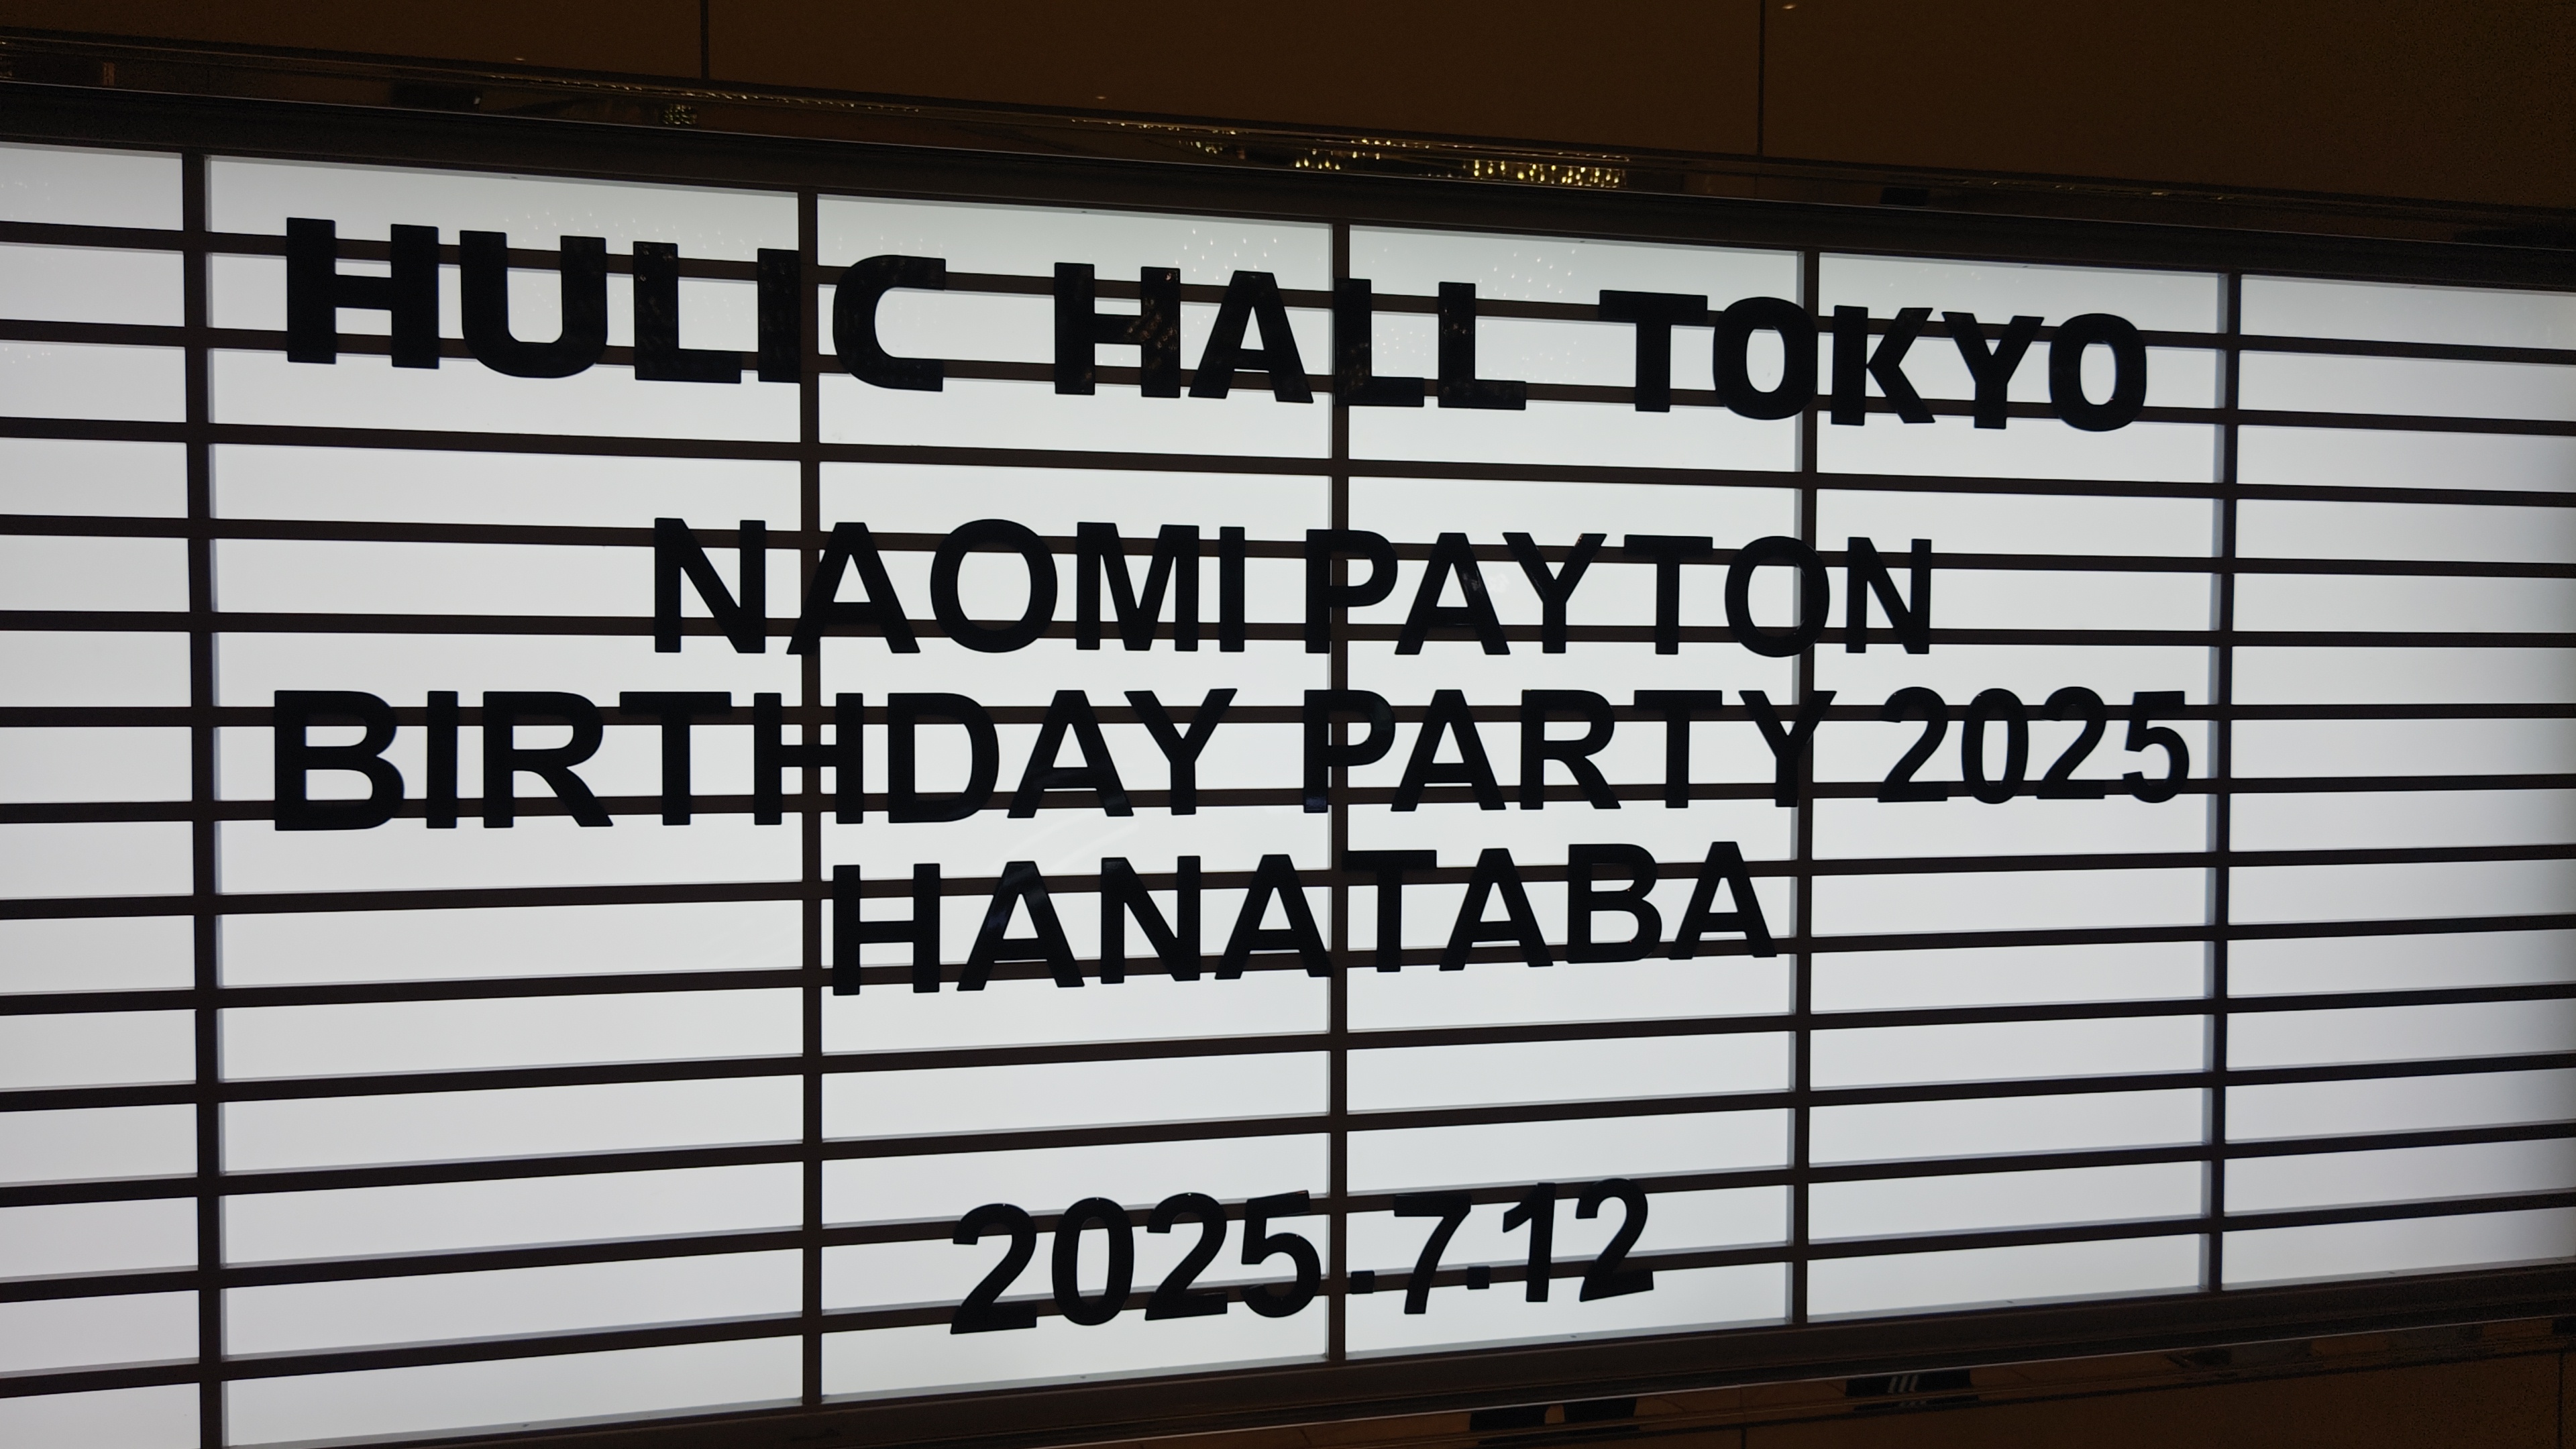 HULIC HALL TOKYO
NAOMI PAYTON
BIRTHDAY PARTY 2025
HANATABA
2025.7.12